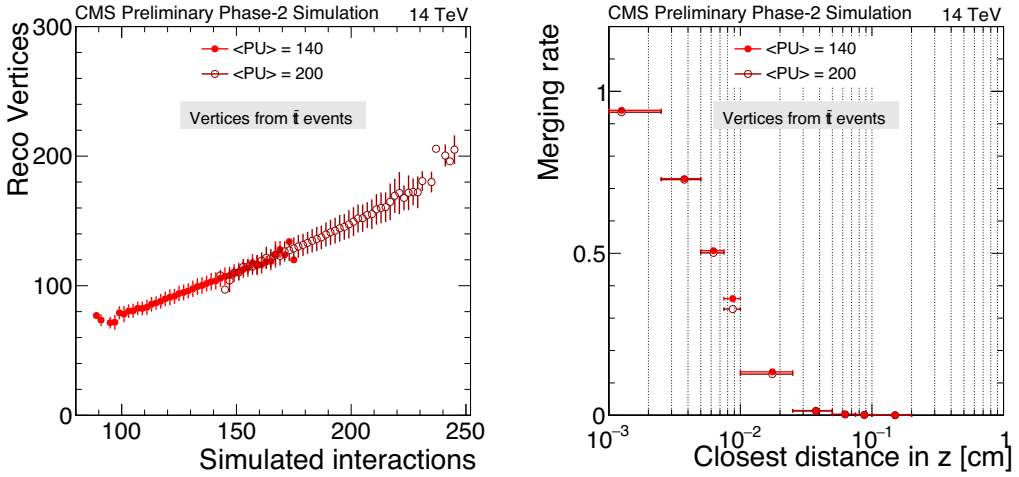 CMS Preliminary Phase-2 Simulation 14 TeV
300
200
100
0
Reco Vertices
<PU> = 140
<PU> = 200
Vertices from tt̄ events
100 150 200 250
Simulated interactions
CMS Preliminary Phase-2 Simulation 14 TeV
1
0.5
0
Merging rate
<PU> = 140
<PU> = 200
Vertices from tt̄ events
10⁻³ 10⁻² 10⁻¹ 1
Closest distance in z [cm]